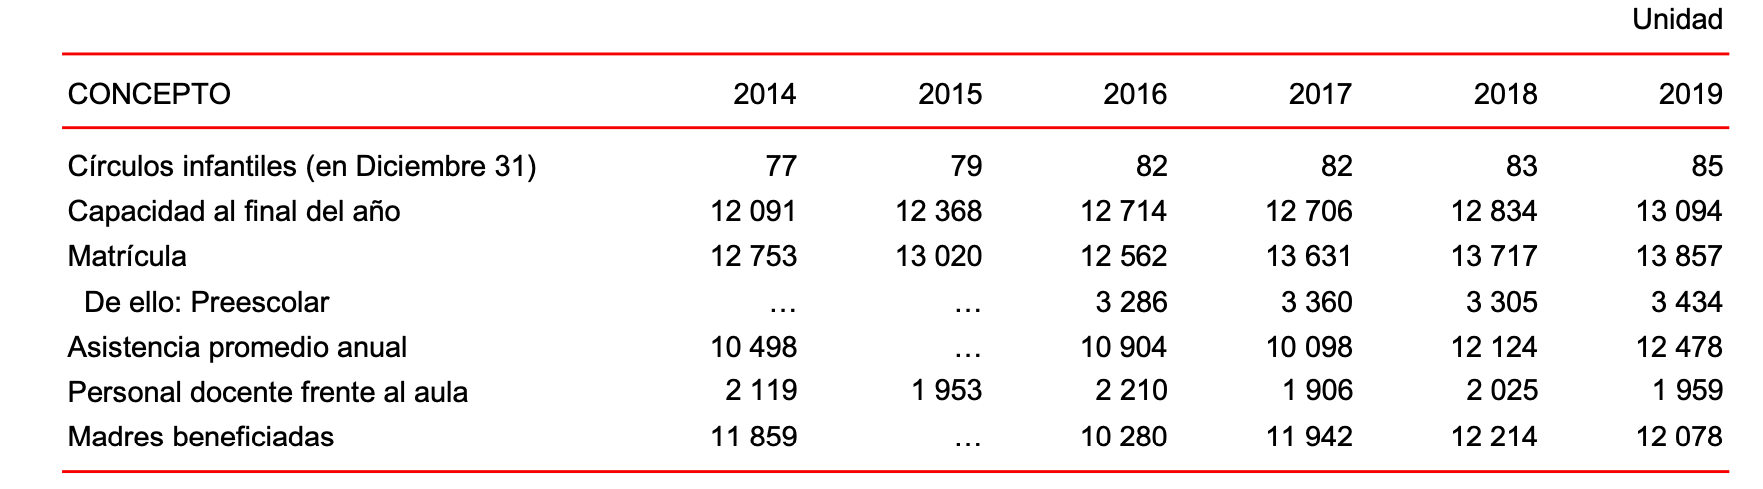 Unidad
CONCEPTO 2014 2015 2016 2017 2018 2019
Círculos infantiles (en Diciembre 31) 77 79 82 82 83 85
Capacidad al final del año 12 091 12 368 12 714 12 706 12 834 13 094
Matrícula 12 753 13 020 12 562 13 631 13 717 13 857
De ello: Preescolar … … 3 286 3 360 3 305 3 434
Asistencia promedio anual 10 498 … 10 904 10 098 12 124 12 478
Personal docente frente al aula 2 119 1 953 2 210 1 906 2 025 1 959
Madres beneficiadas 11 859 … 10 280 11 942 12 214 12 078